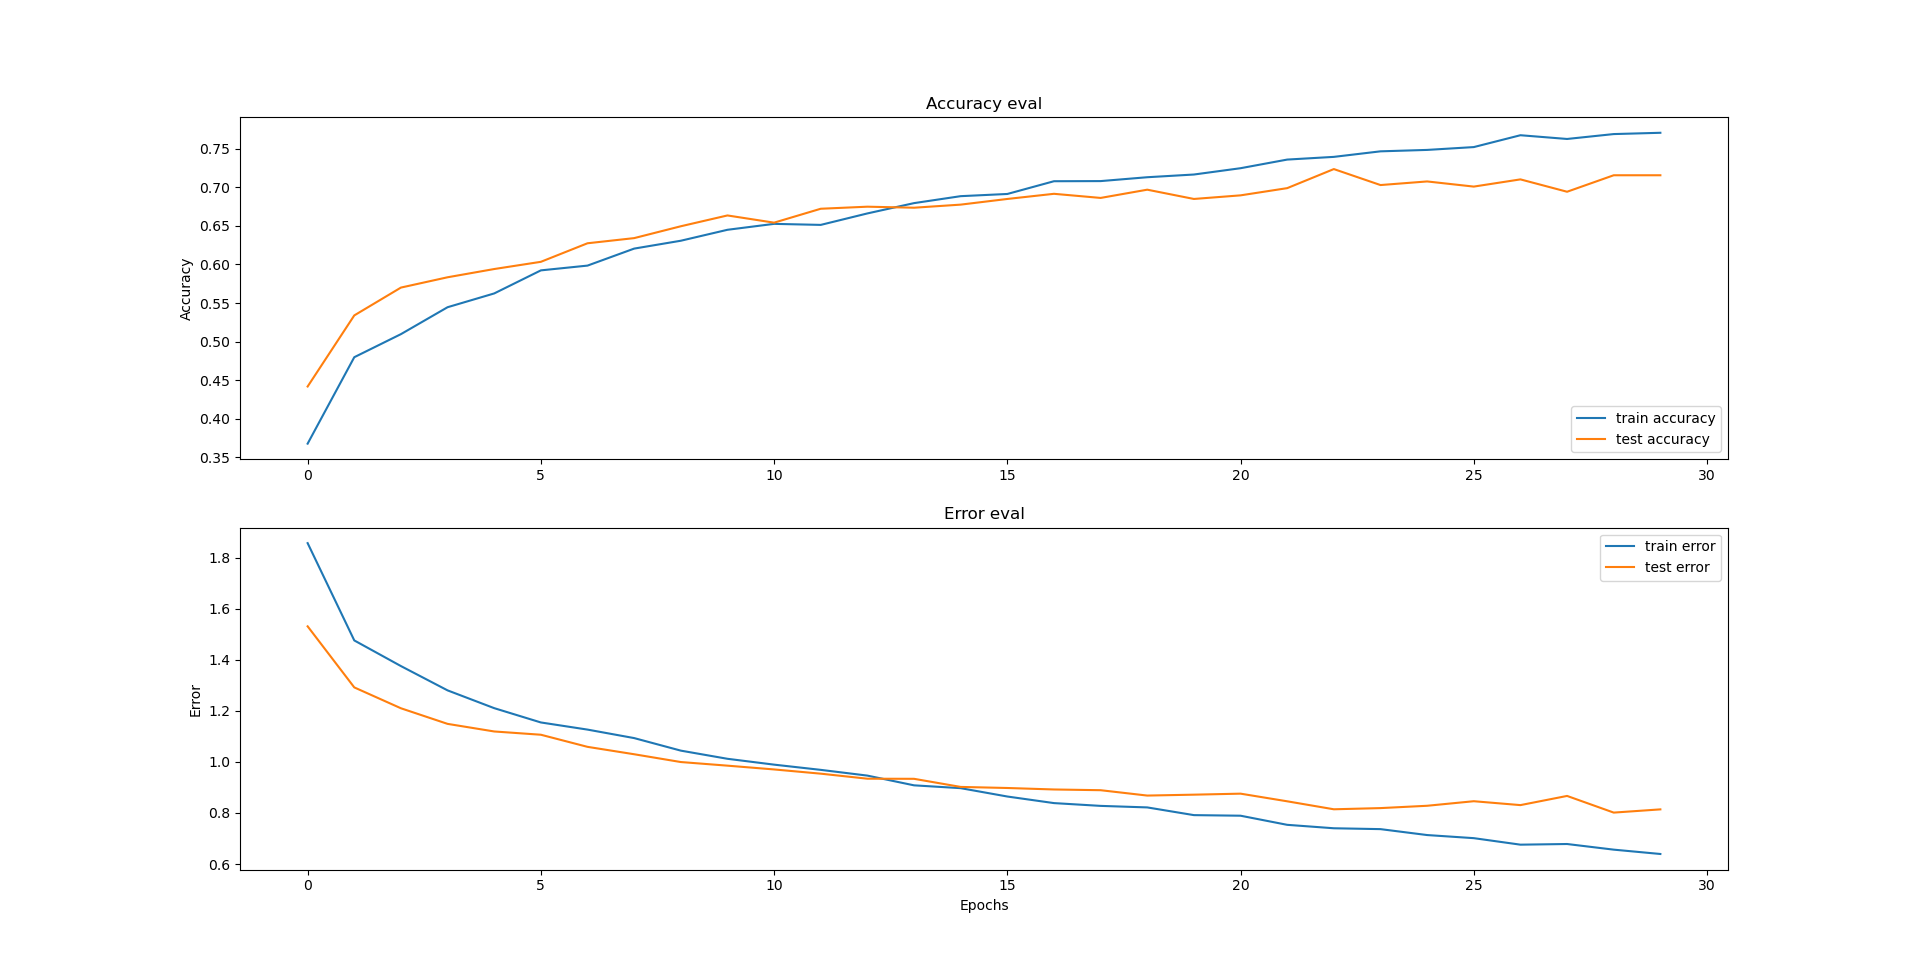 Accuracy eval
Accuracy
0.75
0.70
0.65
0.60
0.55
0.50
0.45
0.40
0.35
train accuracy
test accuracy
0 5 10 15 20 25 30
Error eval
Error
1.8
1.6
1.4
1.2
1.0
0.8
0.6
train error
test error
0 5 10 15 20 25 30
Epochs